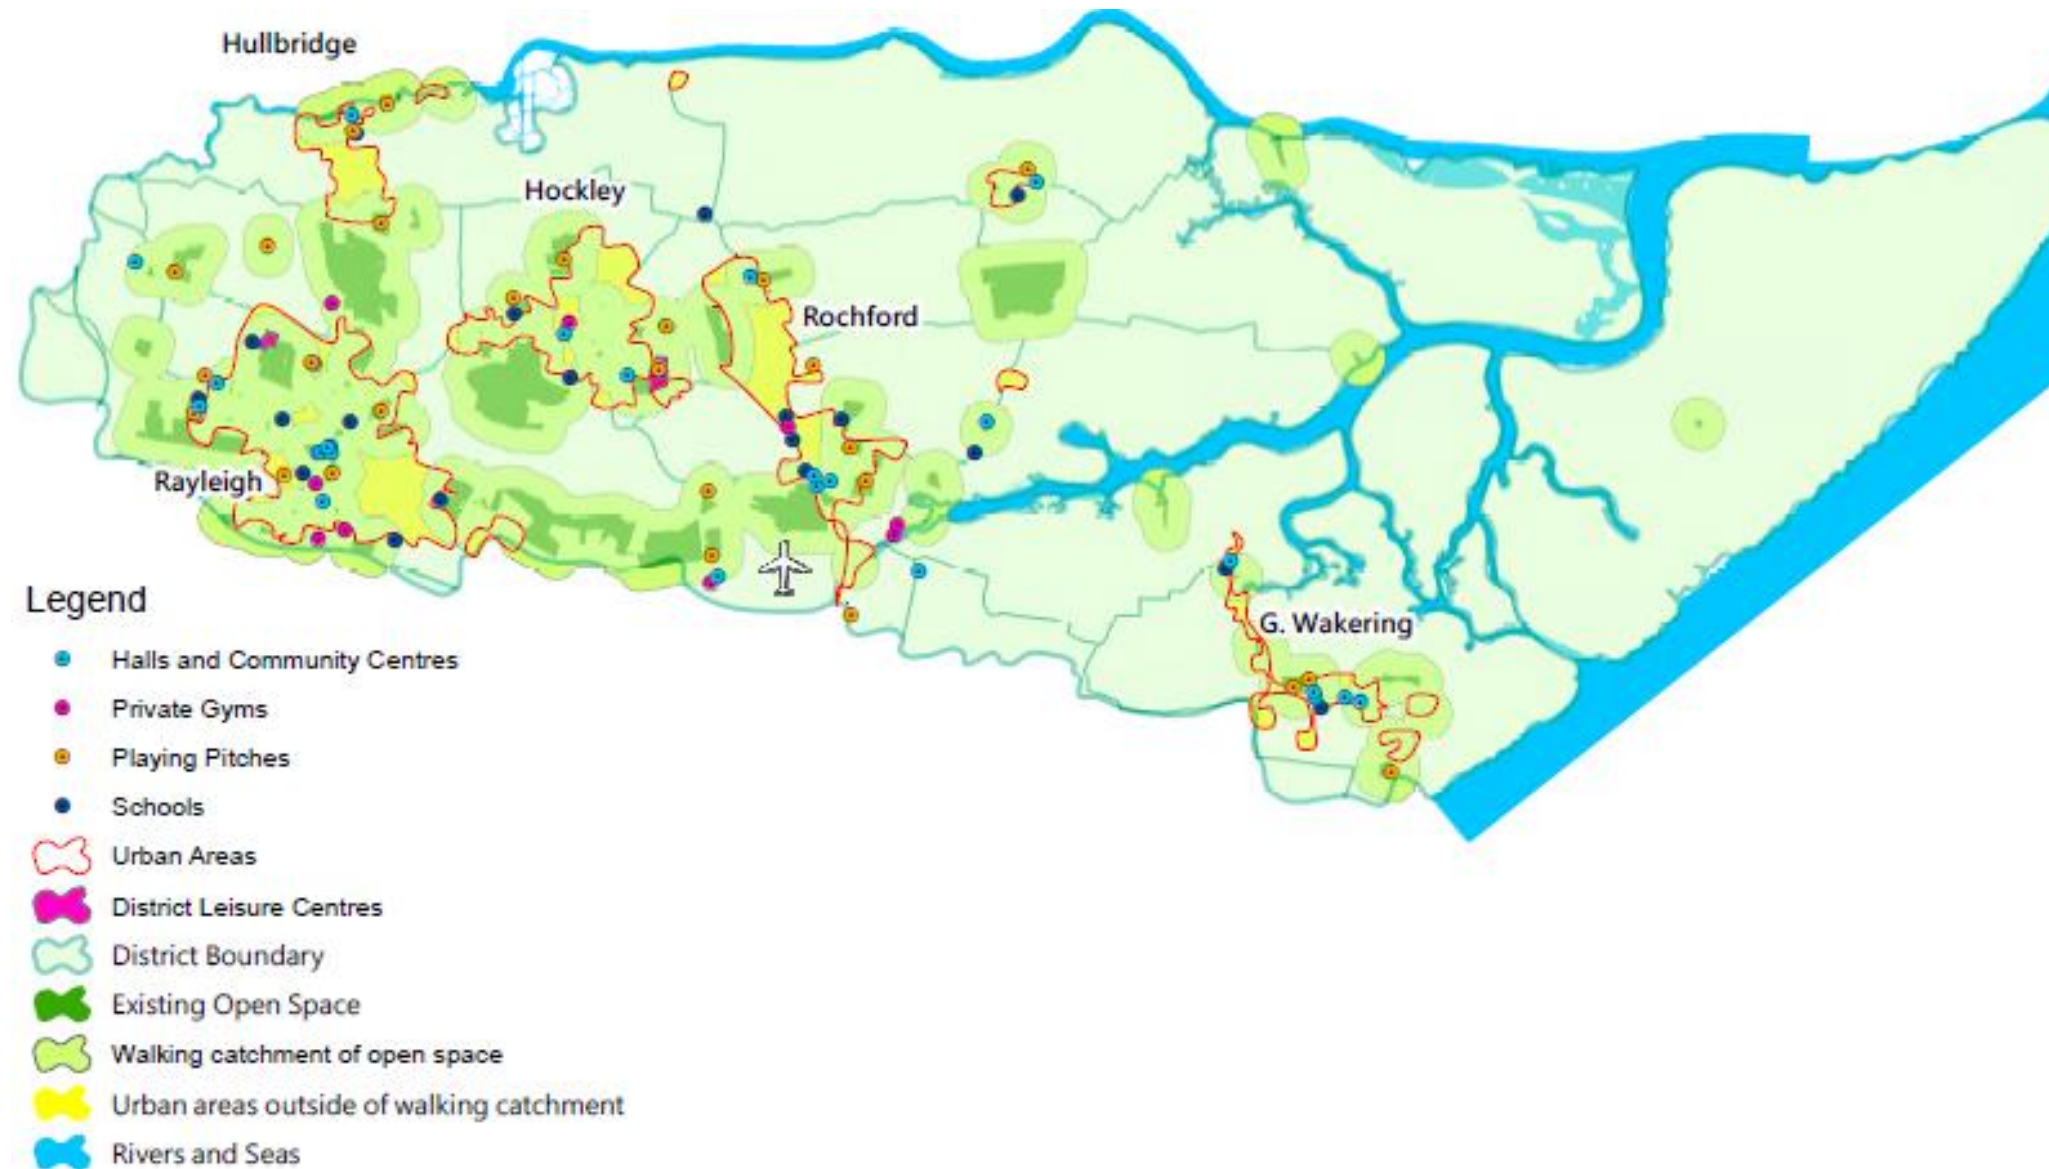 Hullbridge
Hockley
Rochford
Rayleigh
G. Wakering
Legend
Halls and Community Centres
Private Gyms
Playing Pitches
Schools
Urban Areas
District Leisure Centres
District Boundary
Existing Open Space
Walking catchment of open space
Urban areas outside of walking catchment
Rivers and Seas